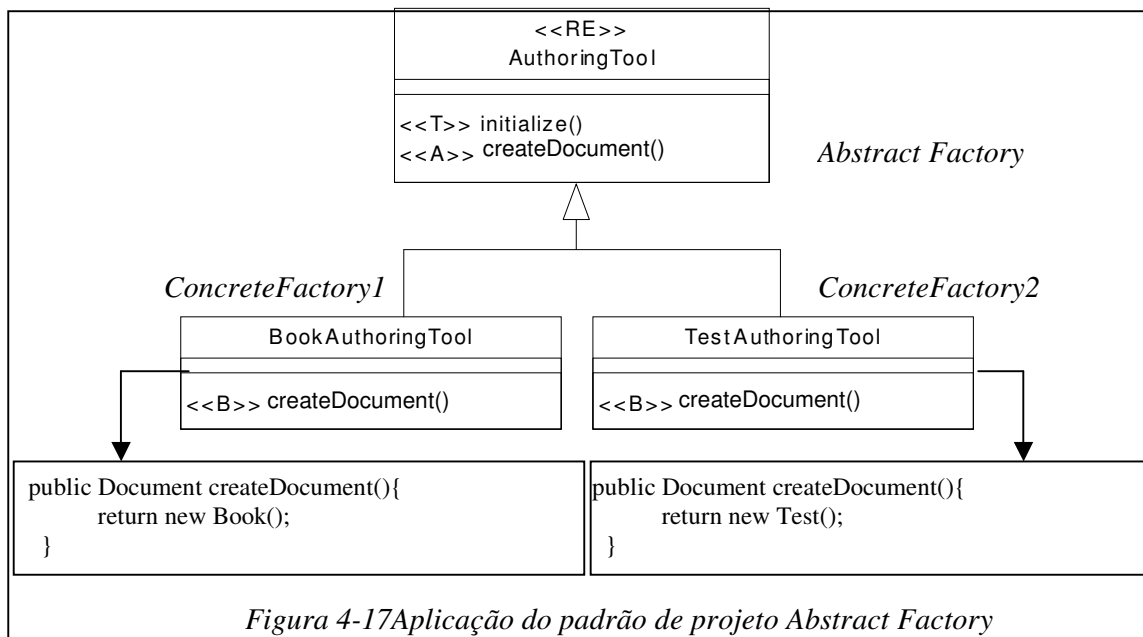 <<RE>>
AuthoringTool
<<T>> initialize()
<<A>> createDocument()
Abstract Factory
ConcreteFactory1
ConcreteFactory2
BookAuthoringTool
<<B>> createDocument()
TestAuthoringTool
<<B>> createDocument()
public Document createDocument(){
return new Book();
}
public Document createDocument(){
return new Test();
}
Figura 4-17Aplicação do padrão de projeto Abstract Factory